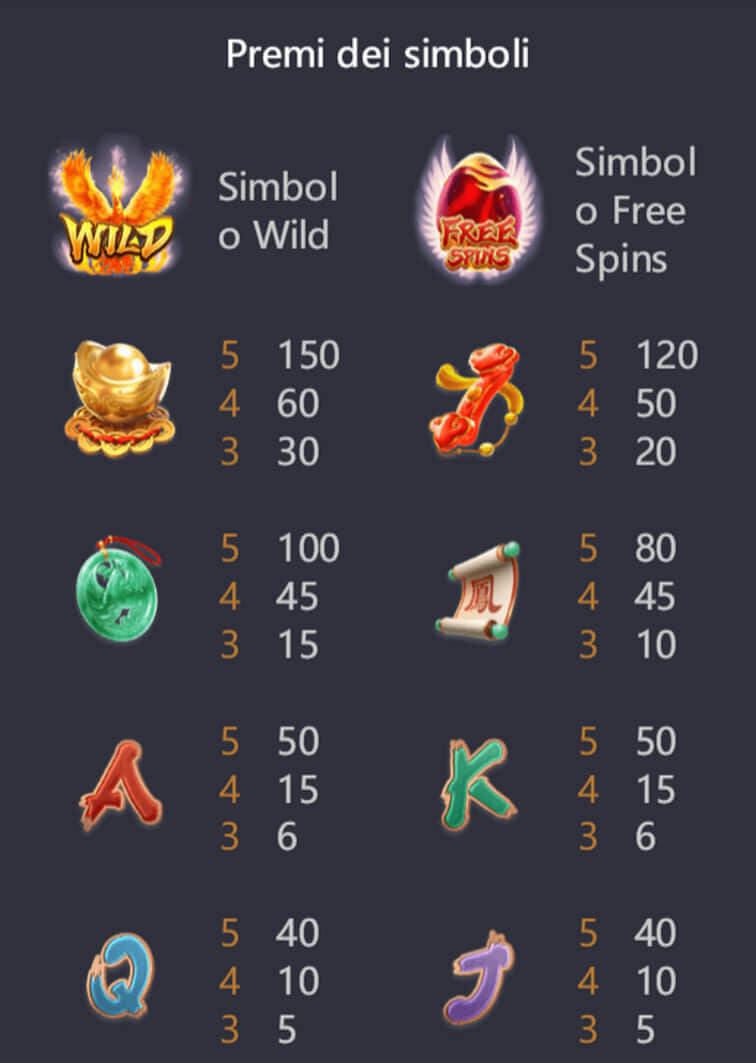 Premi dei simboli
WILD
Simbol
o Wild
FREE
SPINS
Simbol
o Free
Spins
5 150
4 60
3 30
5 120
4 50
3 20
5 100
4 45
3 15
鳳
5 80
4 45
3 10
A
5 50
4 15
3 6
K
5 50
4 15
3 6
Q
5 40
4 10
3 5
J
5 40
4 10
3 5